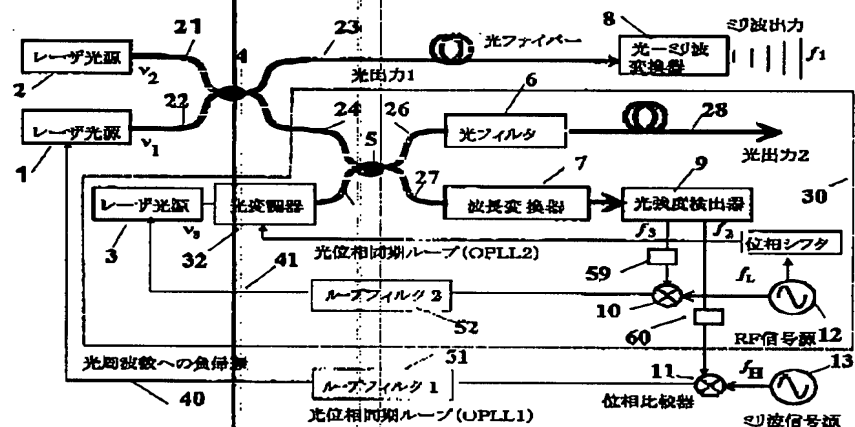 レーザ光源
2
ν2
21
4
23
光ファイバー
光出力1
8
光−ミリ波
変換器
ミリ波出力
f1
レーザ光源
1
ν1
22
24
5
26
6
光フィルタ
28
光出力2
30
27
7
波長変換器
9
光強度検出器
レーザ光源
3
ν3
光変調器
32
41
光位相同期ループ(OPLL2)
f3
f2
位相シフタ
59
fL
ループフィルタ2
52
10
60
12
RF信号源
光周波数への負帰還
40
51
ループフィルタ1
光位相同期ループ(OPLL1)
11
位相比較器
fH
13
ミリ波信号源